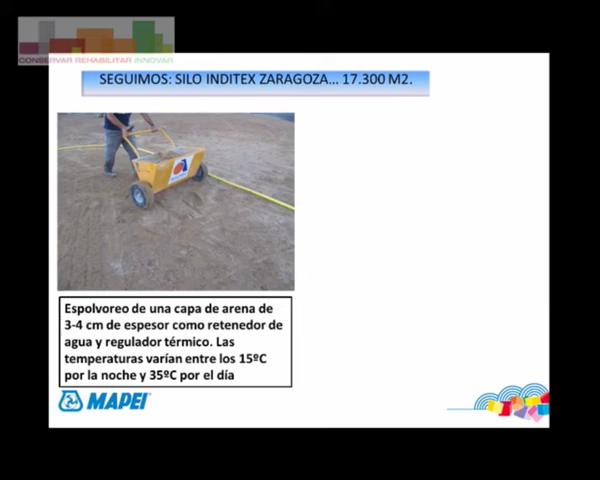 CONSERVAR REHABILITAR INNOVAR
SEGUIMOS: SILO INDITEX ZARAGOZA... 17.300 M2.
Espolvoreo de una capa de arena de
3-4 cm de espesor como retenedor de
agua y regulador térmico. Las
temperaturas varían entre los 15ºC
por la noche y 35ºC por el día
MAPEI